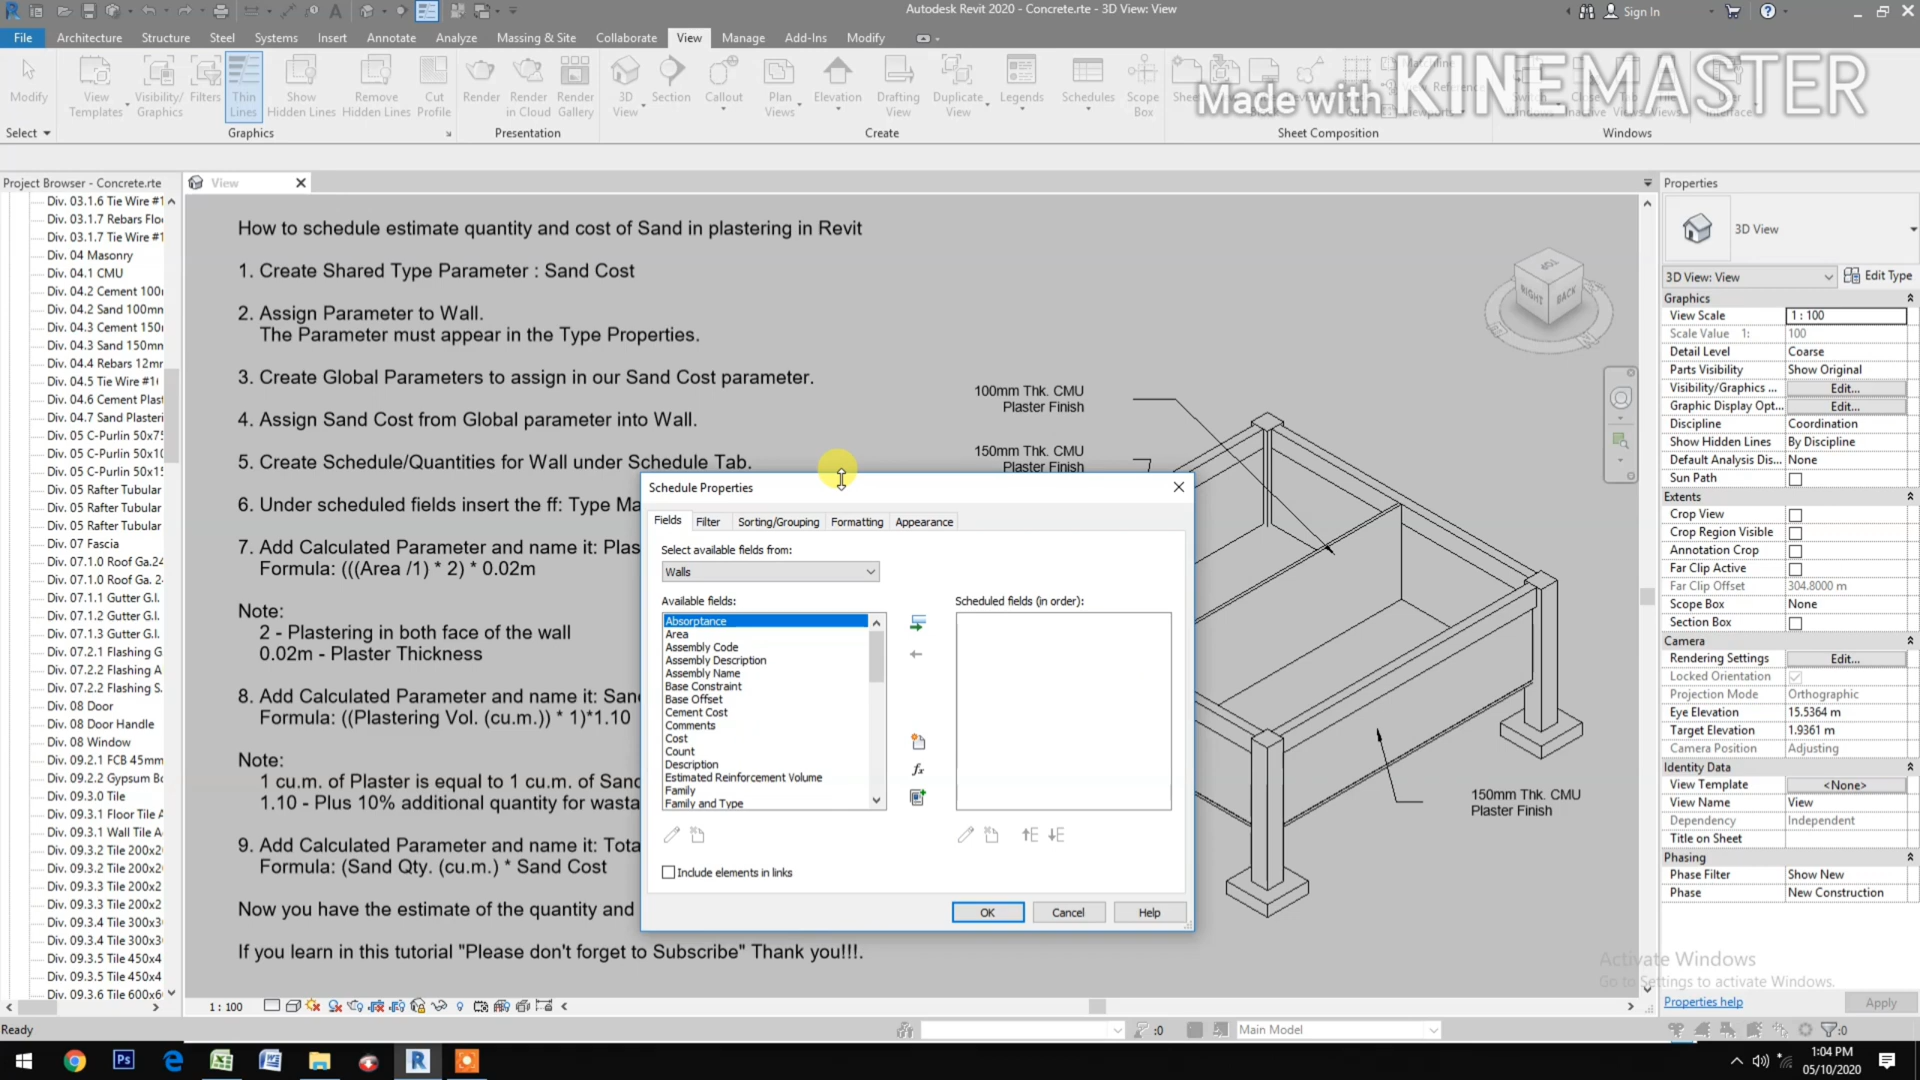 Autodesk Revit 2020 - Concrete.rte - 3D View: View
Sign In
File
Architecture
Structure
Steel
Systems
Insert
Annotate
Analyze
Massing & Site
Collaborate
View
Manage
Add-Ins
Modify
Made with KINEMASTER
Modify
View
Templates
Visibility/
Graphics
Filters
Thin
Lines
Show
Hidden Lines
Remove
Hidden Lines
Cut
Profile
Render
Render
in Cloud
Render
Gallery
3D
View
Section
Callout
Plan
Views
Elevation
Drafting
View
Duplicate
View
Legends
Schedules
Scope
Box
Select
Graphics
Presentation
Create
Sheet Composition
Windows
Project Browser - Concrete.rte
Div. 03.1.6 Tie Wire #1
Div. 03.1.7 Rebars Flo
Div. 03.1.7 Tie Wire #1
Div. 04 Masonry
Div. 04.1 CMU
Div. 04.2 Cement 100
Div. 04.2 Sand 100mn
Div. 04.3 Cement 150
Div. 04.3 Sand 150mn
Div. 04.4 Rebars 12mr
Div. 04.5 Tie Wire #1
Div. 04.6 Cement Plas
Div. 04.7 Sand Plasteri
Div. 05 C-Purlin 50x75
Div. 05 C-Purlin 50x10
Div. 05 C-Purlin 50x15
Div. 05 Rafter Tubular
Div. 05 Rafter Tubular
Div. 05 Rafter Tubular
Div. 07 Fascia
Div. 07.1.0 Roof Ga.24
Div. 07.1.0 Roof Ga. 2
Div. 07.1.1 Gutter G.I.
Div. 07.1.2 Gutter G.I.
Div. 07.1.3 Gutter G.I.
Div. 07.2.1 Flashing G
Div. 07.2.2 Flashing A
Div. 07.2.2 Flashing S.
Div. 08 Door
Div. 08 Door Handle
Div. 08 Window
Div. 09.2.1 FCB 45mm
Div. 09.2.2 Gypsum B
Div. 09.3.0 Tile
Div. 09.3.1 Floor Tile A
Div. 09.3.1 Wall Tile A
Div. 09.3.2 Tile 200x2
Div. 09.3.2 Tile 200x2
Div. 09.3.3 Tile 200x2
Div. 09.3.3 Tile 200x2
Div. 09.3.4 Tile 300x3
Div. 09.3.4 Tile 300x3
Div. 09.3.5 Tile 450x4
Div. 09.3.5 Tile 450x4
Div. 09.3.6 Tile 600x6
View
How to schedule estimate quantity and cost of Sand in plastering in Revit
1. Create Shared Type Parameter : Sand Cost
2. Assign Parameter to Wall.
The Parameter must appear in the Type Properties.
3. Create Global Parameters to assign in our Sand Cost parameter.
4. Assign Sand Cost from Global parameter into Wall.
5. Create Schedule/Quantities for Wall under Schedule Tab.
6. Under scheduled fields insert the ff: Type Ma
7. Add Calculated Parameter and name it: Plas
Formula: (((Area /1) * 2) * 0.02m
Note:
2 - Plastering in both face of the wall
0.02m - Plaster Thickness
8. Add Calculated Parameter and name it: San
Formula: ((Plastering Vol. (cu.m.)) * 1)*1.10
Note:
1 cu.m. of Plaster is equal to 1 cu.m. of Sand
1.10 - Plus 10% additional quantity for wasta
9. Add Calculated Parameter and name it: Tota
Formula: (Sand Qty. (cu.m.) * Sand Cost
Now you have the estimate of the quantity and
If you learn in this tutorial "Please don't forget to Subscribe" Thank you!!!.
100mm Thk. CMU
Plaster Finish
150mm Thk. CMU
Plaster Finish
150mm Thk. CMU
Plaster Finish
TOP
RIGHT
BACK
Schedule Properties
Fields
Filter
Sorting/Grouping
Formatting
Appearance
Select available fields from:
Walls
Available fields:
Scheduled fields (in order):
Absorptance
Area
Assembly Code
Assembly Description
Assembly Name
Base Constraint
Base Offset
Cement Cost
Comments
Cost
Count
Description
Estimated Reinforcement Volume
Family
Family and Type
Include elements in links
OK
Cancel
Help
Properties
3D View
3D View: View
Edit Type
Graphics
View Scale 1 : 100
Scale Value 1: 100
Detail Level Coarse
Parts Visibility Show Original
Visibility/Graphics ... Edit...
Graphic Display Opt... Edit...
Discipline Coordination
Show Hidden Lines By Discipline
Default Analysis Dis... None
Sun Path
Extents
Crop View
Crop Region Visible
Annotation Crop
Far Clip Active
Far Clip Offset 304.8000 m
Scope Box None
Section Box
Camera
Rendering Settings Edit...
Locked Orientation
Projection Mode Orthographic
Eye Elevation 15.5364 m
Target Elevation 1.9361 m
Camera Position Adjusting
Identity Data
View Template <None>
View Name View
Dependency Independent
Title on Sheet
Phasing
Phase Filter Show New
Phase New Construction
Activate Windows
Go to Settings to activate Windows.
Properties help
Apply
1 : 100
Ready
:0
Main Model
:0
1:04 PM
05/10/2020